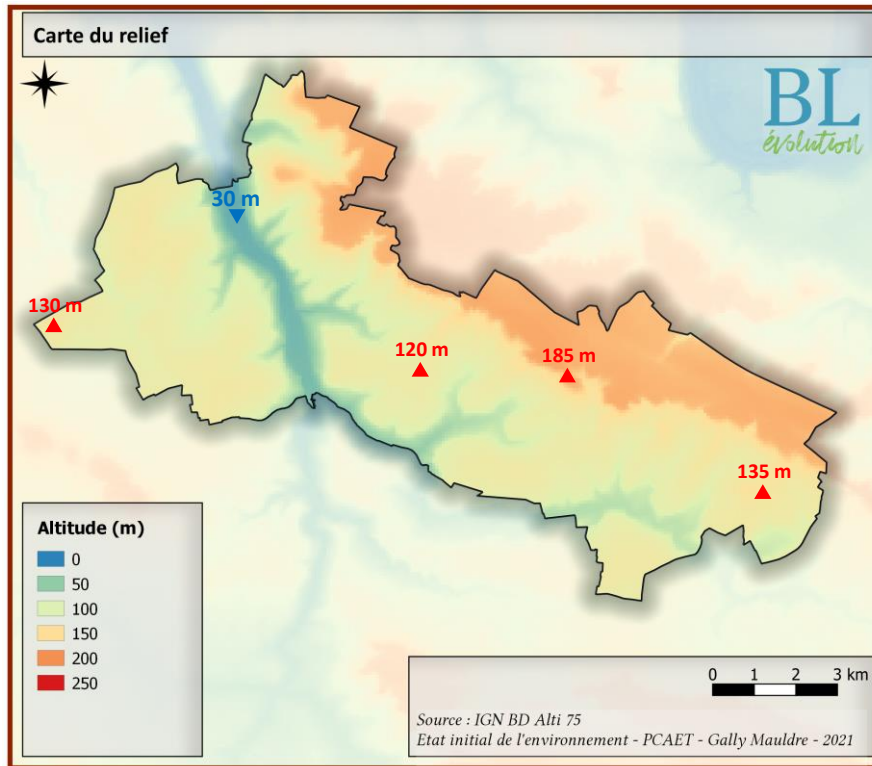 Carte du relief
BL
évolution
30 m
130 m
120 m
185 m
135 m
Altitude (m)
0
50
100
150
200
250
0 1 2 3 km
Source : IGN BD Alti 75
Etat initial de l'environnement - PCAET - Gally Mauldre - 2021